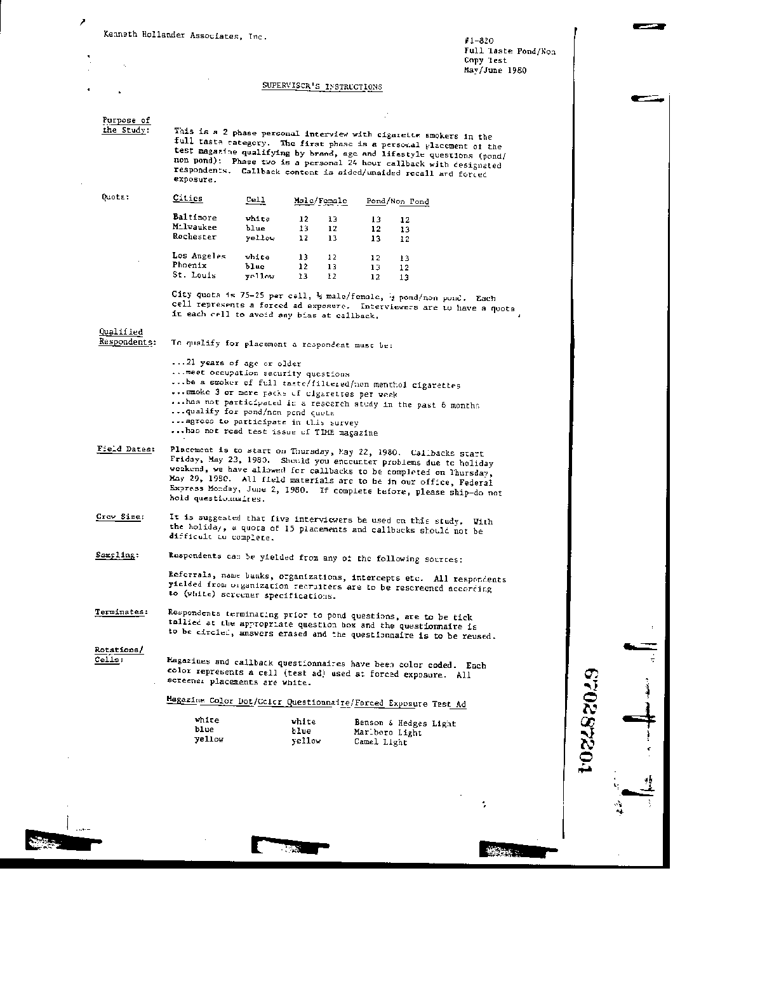 Kenneth Hollander Associates, Inc.
#1-820
Full Taste Pond/Non
Copy Test
May/June 1980
SUPERVISOR'S INSTRUCTIONS
Purpose of
the Study:
This is a 2 phase personal interview with cigarette smokers in the
full taste category. The first phase is a personal placement of the
test magazine qualifying by brand, age and lifestyle questions (pond/
non pond): Phase two is a personal 24 hour callback with designated
respondents. Callback content is aided/unaided recall and forced
exposure.
Quota: Cities Cell Male/Female Pond/Non Pond
Baltimore white 12 13 13 12
Milwaukee blue 13 12 12 13
Rochester yellow 12 13 13 12
Los Angeles white 13 12 12 13
Phoenix blue 12 13 13 12
St. Louis yellow 13 12 12 13
City quota is 75-25 per cell, ½ male/female, ½ pond/non pond. Each
cell represents a forced ad exposure. Interviewers are to have a quota
in each cell to avoid any bias at callback.
Qualified
Respondents: To qualify for placement a respondent must be:
...21 years of age or older
...meet occupation security questions
...be a smoker of full taste/filtered/non menthol cigarettes
...smoke 3 or more packs of cigarettes per week
...has not participated in a research study in the past 6 months
...qualify for pond/non pond quota
...agrees to participate in this survey
...has not read test issue of TIME magazine
Field Dates: Placement is to start on Thursday, May 22, 1980. Callbacks start
Friday, May 23, 1980. Should you encounter problems due to holiday
weekend, we have allowed for callbacks to be completed on Thursday,
May 29, 1980. All field materials are to be in our office, Federal
Express Monday, June 2, 1980. If complete before, please ship-do not
hold questionnaires.
Crew Size: It is suggested that five interviewers be used on this study. With
the holiday, a quota of 15 placements and callbacks should not be
difficult to complete.
Sampling: Respondents can be yielded from any of the following sources:
Referrals, name banks, organizations, intercepts etc. All respondents
yielded from organization recruiters are to be rescreened according
to (white) screener specifications.
Terminates: Respondents terminating prior to pond questions, are to be tick
tallied at the appropriate question box and the questionnaire is
to be circled, answers erased and the questionnaire is to be reused.
Rotations/
Cells:
Magazines and callback questionnaires have been color coded. Each
color represents a cell (test ad) used at forced exposure. All
screener placements are white.
Magazine Color Dot/Color Questionnaire/Forced Exposure Test Ad
white white Benson & Hedges Light
blue blue Marlboro Light
yellow yellow Camel Light
670287204